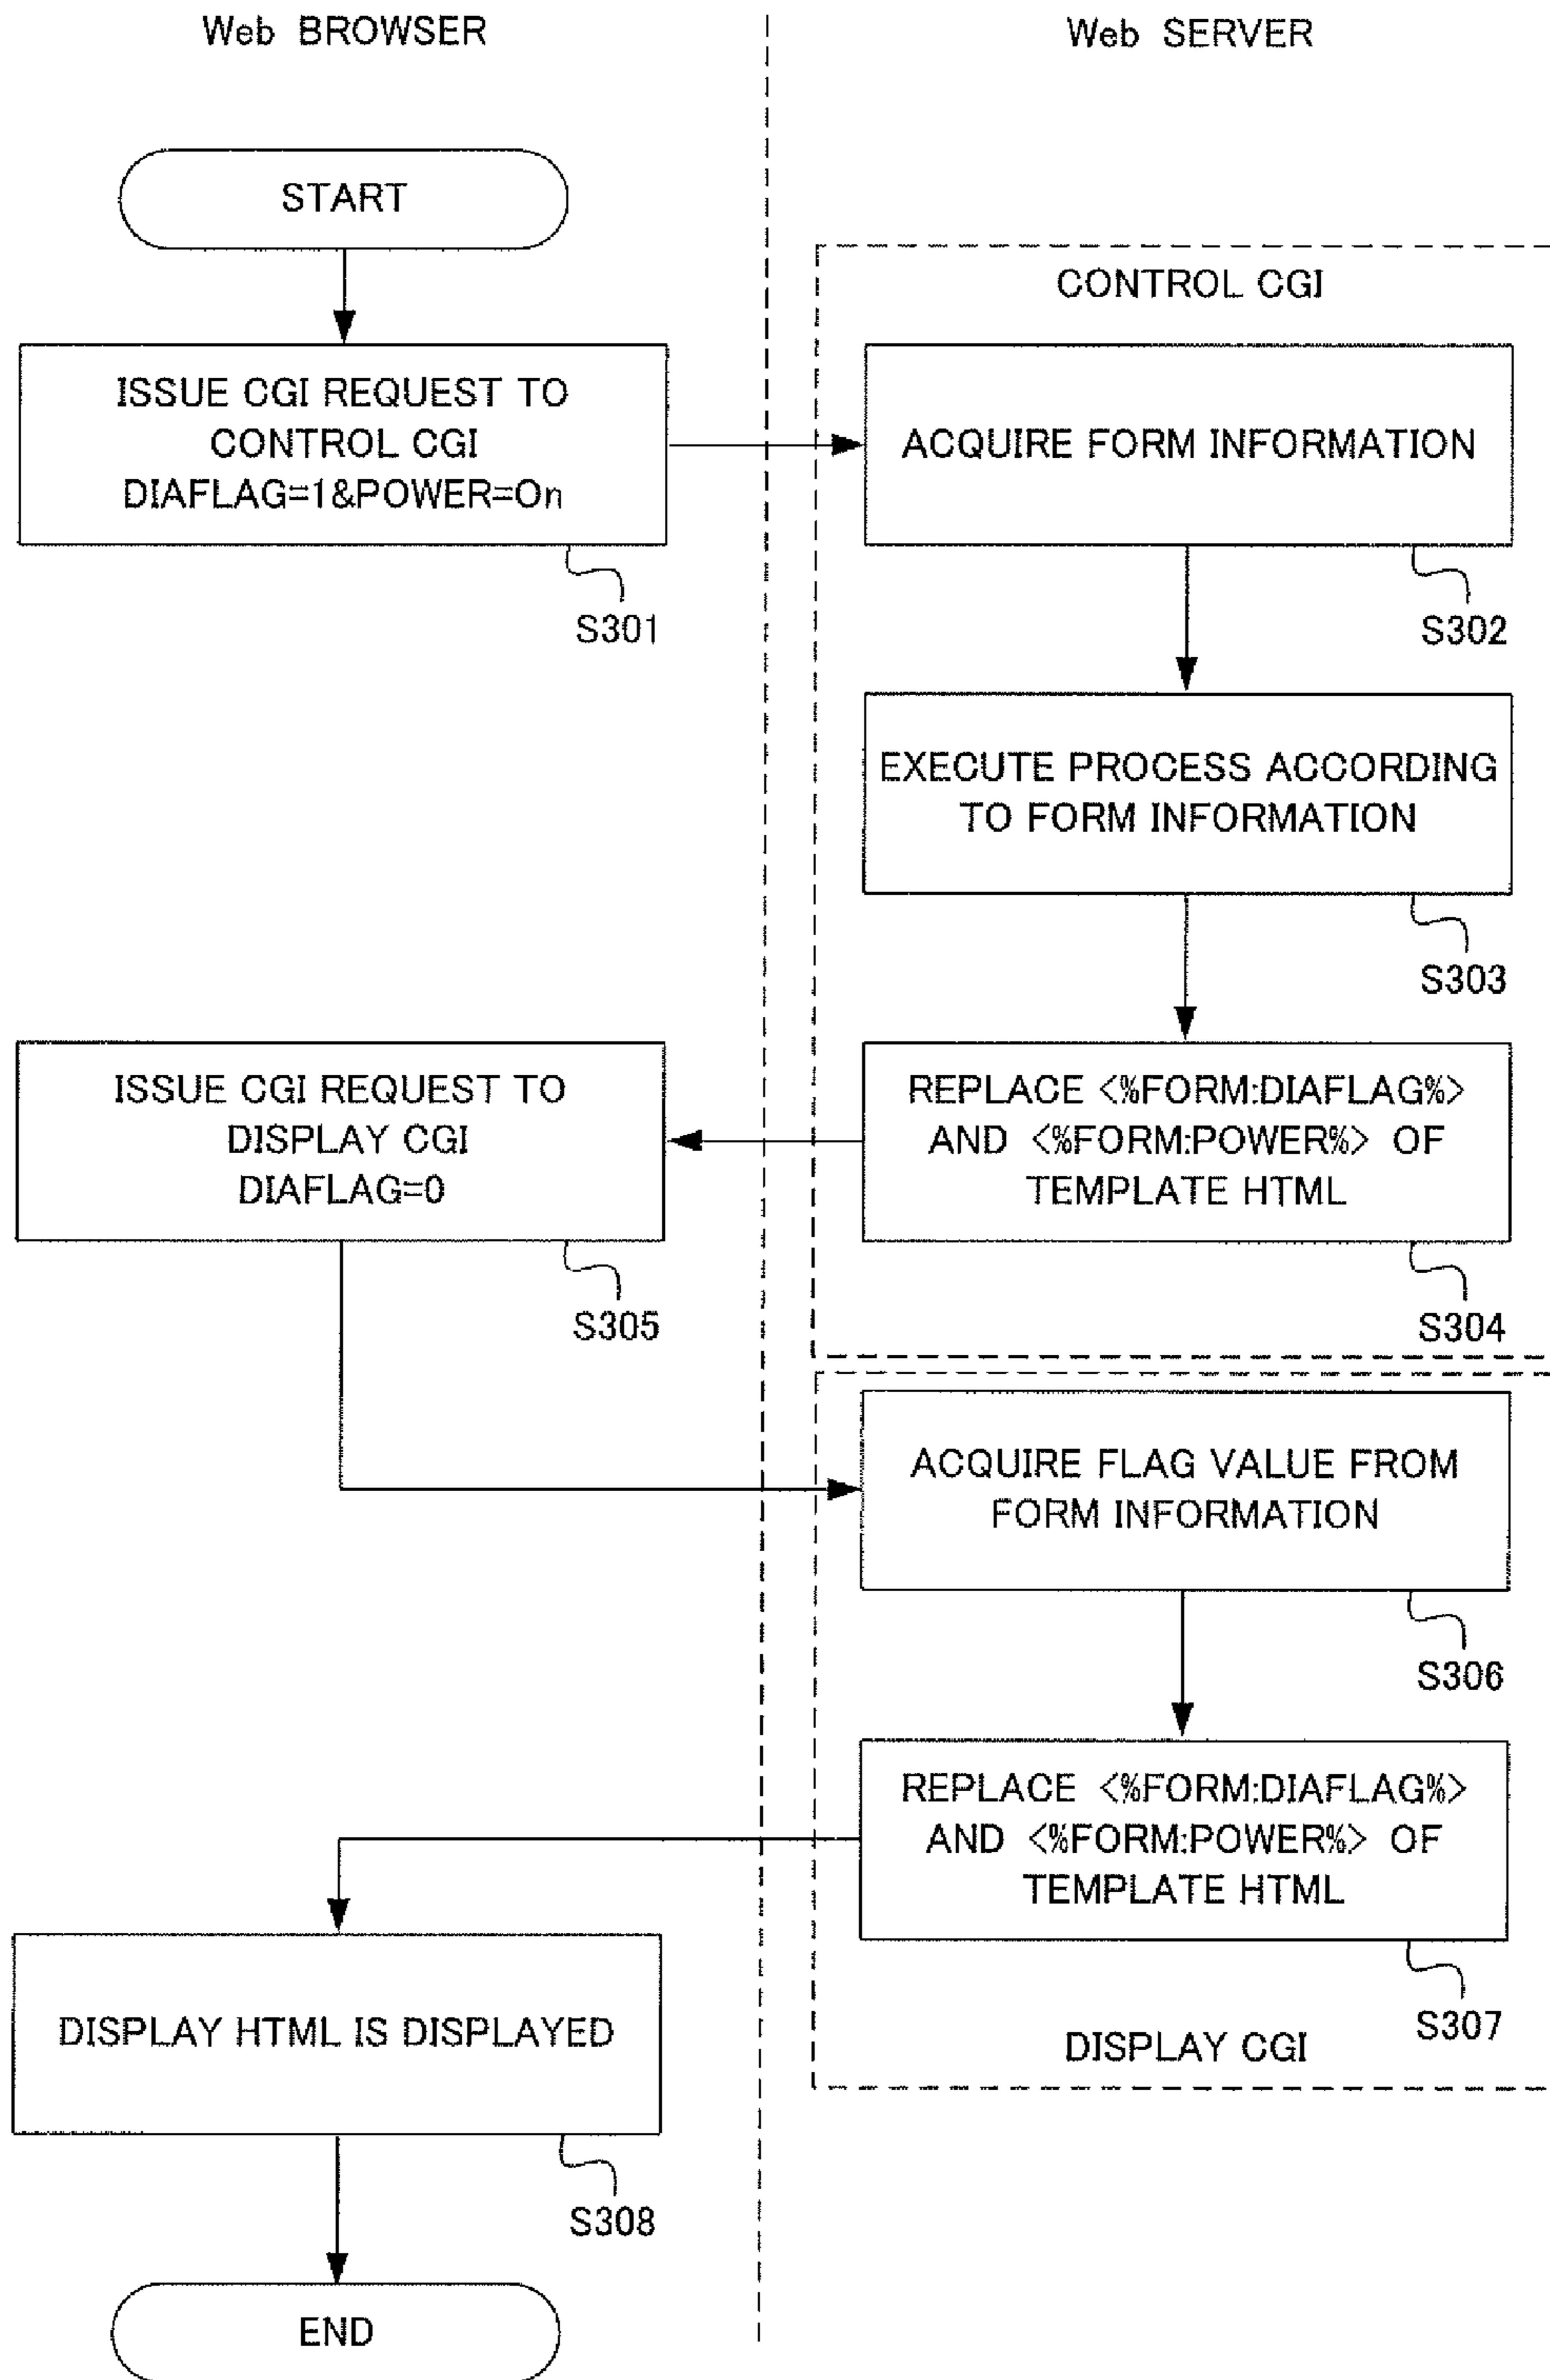 Web BROWSER
Web SERVER
START
CONTROL CGI
ISSUE CGI REQUEST TO
CONTROL CGI
DIAFLAG=1&POWER=On
S301
ACQUIRE FORM INFORMATION
S302
EXECUTE PROCESS ACCORDING
TO FORM INFORMATION
S303
REPLACE <%FORM:DIAFLAG%>
AND <%FORM:POWER%> OF
TEMPLATE HTML
S304
ISSUE CGI REQUEST TO
DISPLAY CGI
DIAFLAG=0
S305
ACQUIRE FLAG VALUE FROM
FORM INFORMATION
S306
REPLACE <%FORM:DIAFLAG%>
AND <%FORM:POWER%> OF
TEMPLATE HTML
S307
DISPLAY CGI
DISPLAY HTML IS DISPLAYED
S308
END